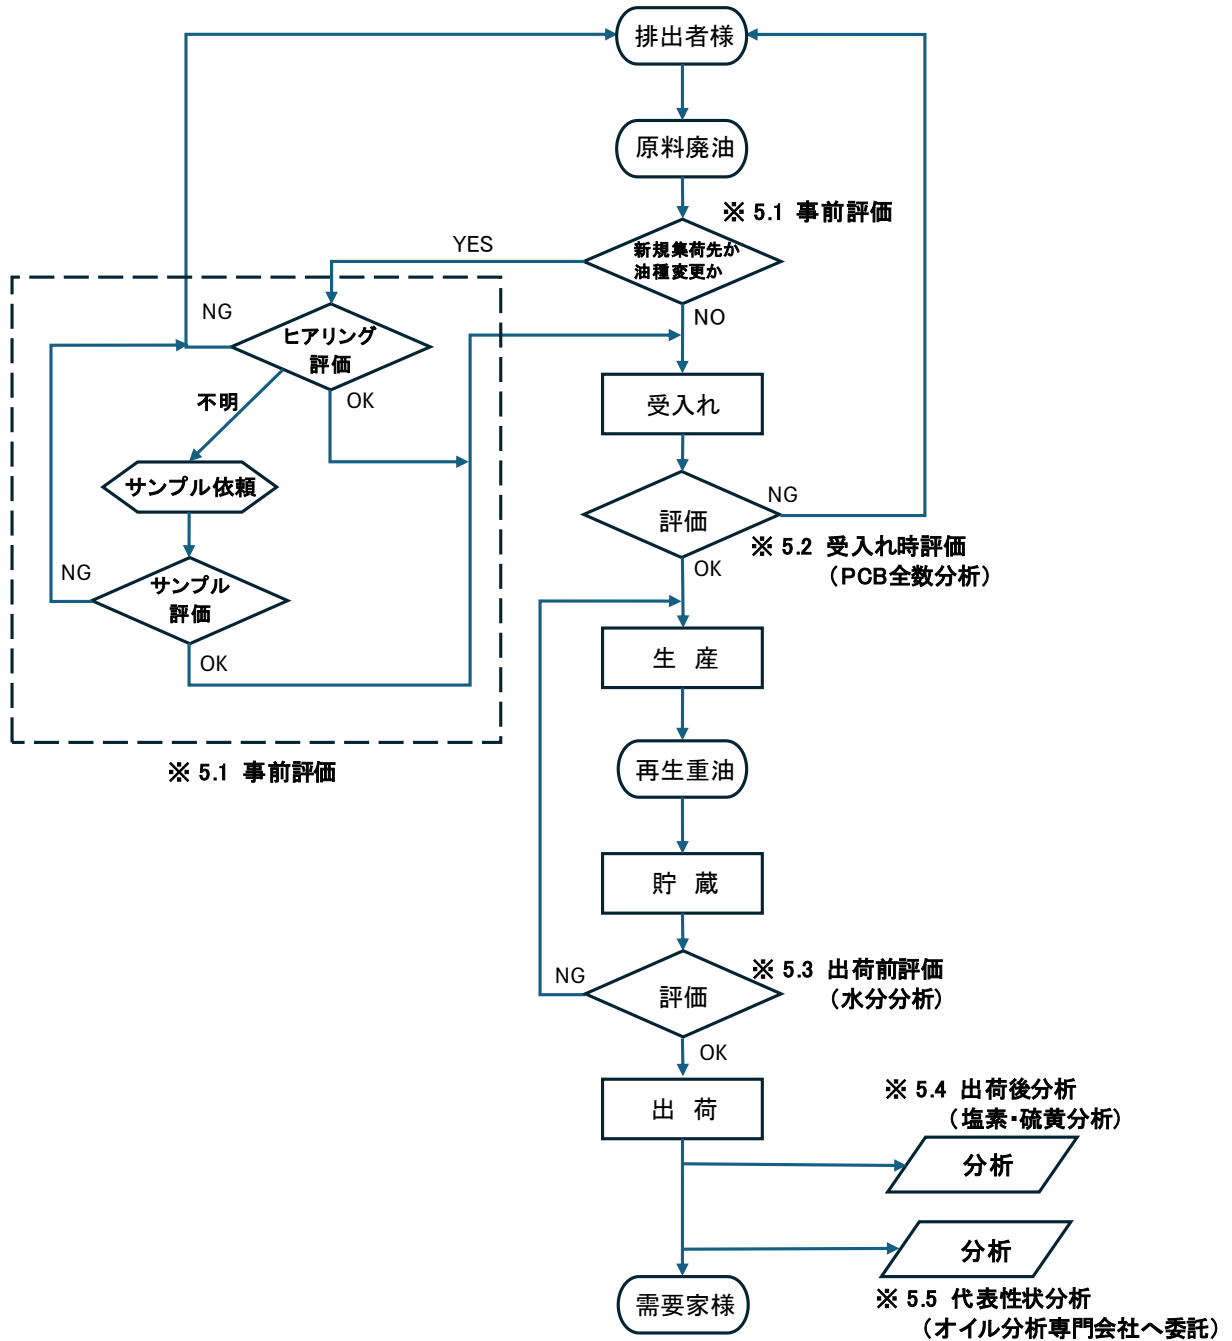 排出者様
原料廃油
※ 5.1 事前評価
新規集荷先か
油種変更か
YES
NO
NG
ヒアリング
評価
OK
不明
サンプル依頼
NG
サンプル
評価
OK
※ 5.1 事前評価
受入れ
評価
NG
※ 5.2 受入れ時評価
（PCB全数分析）
OK
生 産
再生重油
貯 蔵
評価
NG
※ 5.3 出荷前評価
（水分分析）
OK
出 荷
※ 5.4 出荷後分析
（塩素・硫黄分析）
分析
分析
※ 5.5 代表性状分析
（オイル分析専門会社へ委託）
需要家様